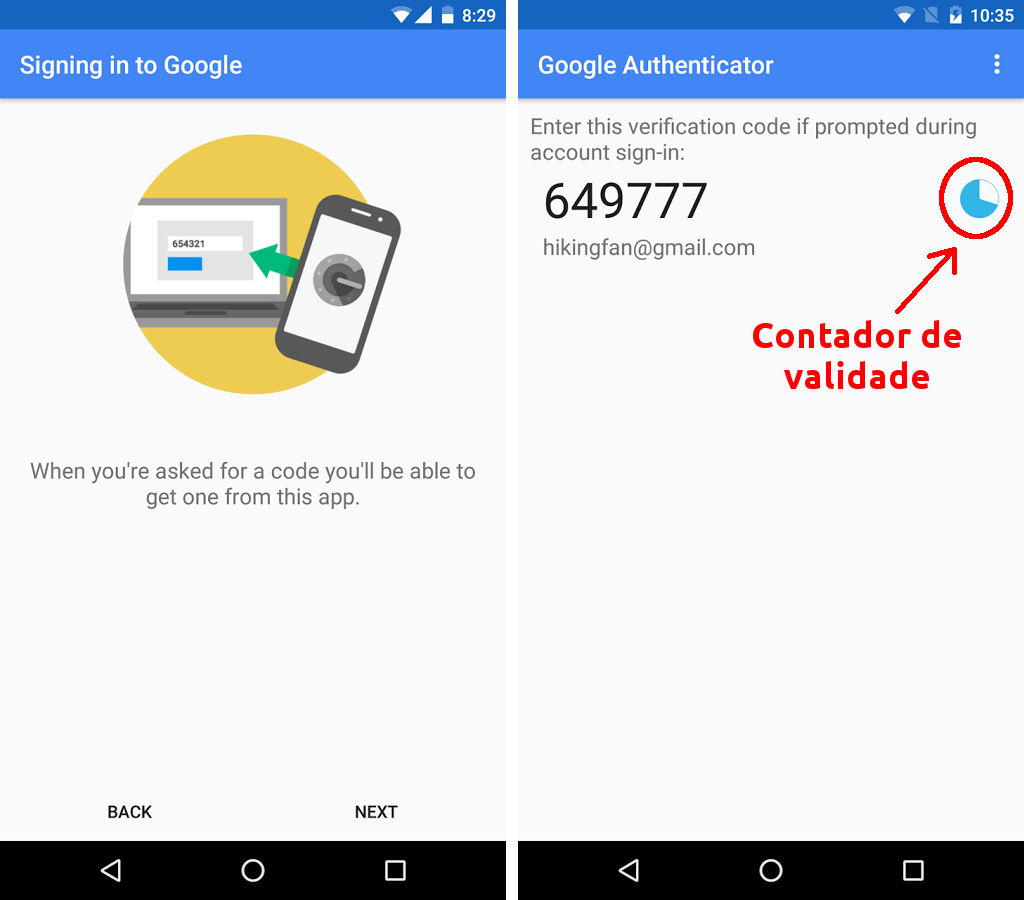 8:29
Signing in to Google
654321
When you're asked for a code you'll be able to
get one from this app.
BACK
NEXT
10:35
Google Authenticator
Enter this verification code if prompted during
account sign-in:
649777
hikingfan@gmail.com
Contador de
validade